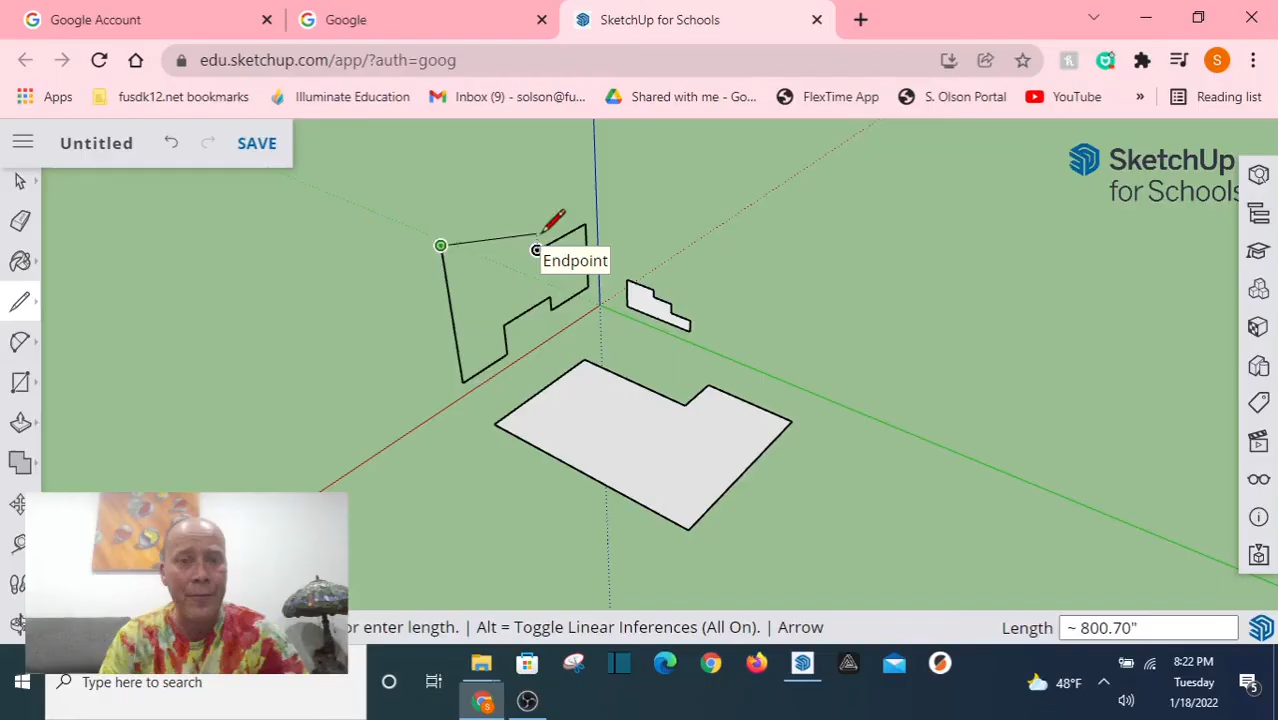 Google Account
Google
SketchUp for Schools
edu.sketchup.com/app/?auth=goog
S
Apps
fusdk12.net bookmarks
Illuminate Education
Inbox (9) - solson@fu...
Shared with me - Go...
FlexTime App
S. Olson Portal
YouTube
»
Reading list
Untitled
SAVE
SketchUp
for Schools
Endpoint
or enter length. | Alt = Toggle Linear Inferences (All On). | Arrow
Length
~ 800.70"
Type here to search
48°F
8:22 PM
Tuesday
1/18/2022
5